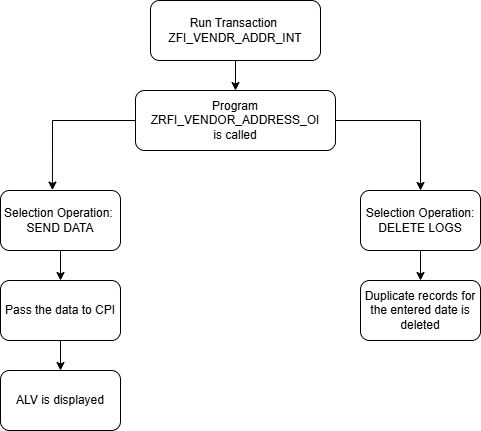 Run Transaction
ZFI_VENDR_ADDR_INT
Program
ZRFI_VENDOR_ADDRESS_OI
is called
Selection Operation:
SEND DATA
Selection Operation:
DELETE LOGS
Pass the data to CPI
Duplicate records for
the entered date is
deleted
ALV is displayed